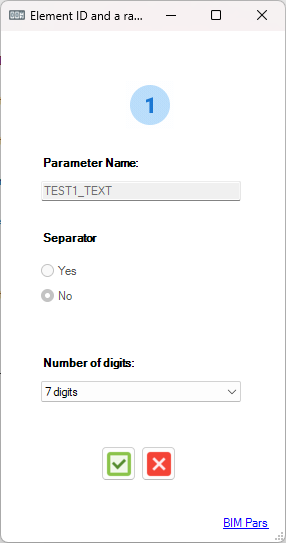 Element ID and a ra...
1
Parameter Name:
TEST1_TEXT
Separator
Yes
No
Number of digits:
7 digits
BIM Pars